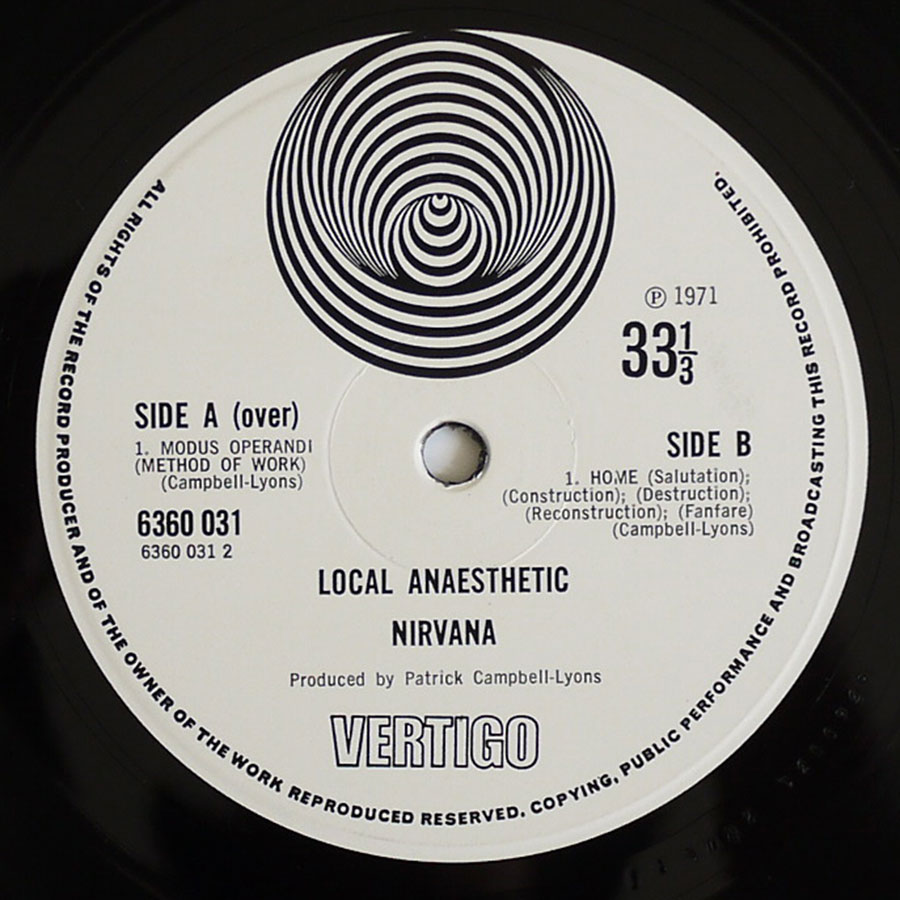 ℗ 1971
33 1/3
SIDE A (over)
1. MODUS OPERANDI
(METHOD OF WORK)
(Campbell-Lyons)
6360 031
6360 031 2
SIDE B
1. HOME (Salutation);
(Construction); (Destruction);
(Reconstruction); (Fanfare)
(Campbell-Lyons)
LOCAL ANAESTHETIC
NIRVANA
Produced by Patrick Campbell-Lyons
VERTIGO
ALL RIGHTS OF THE RECORD PRODUCER AND OF THE OWNER OF THE WORK REPRODUCED RESERVED. COPYING, PUBLIC PERFORMANCE AND BROADCASTING THIS RECORD PROHIBITED.